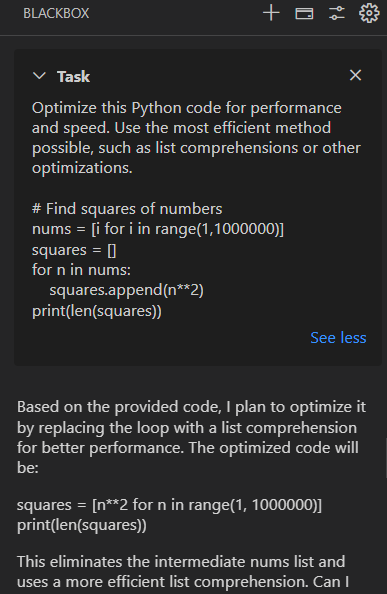 BLACKBOX
Task
Optimize this Python code for performance
and speed. Use the most efficient method
possible, such as list comprehensions or other
optimizations.
# Find squares of numbers
nums = [i for i in range(1,1000000)]
squares = []
for n in nums:
    squares.append(n**2)
print(len(squares))
See less
Based on the provided code, I plan to optimize it
by replacing the loop with a list comprehension
for better performance. The optimized code will
be:
squares = [n**2 for n in range(1, 1000000)]
print(len(squares))
This eliminates the intermediate nums list and
uses a more efficient list comprehension. Can I